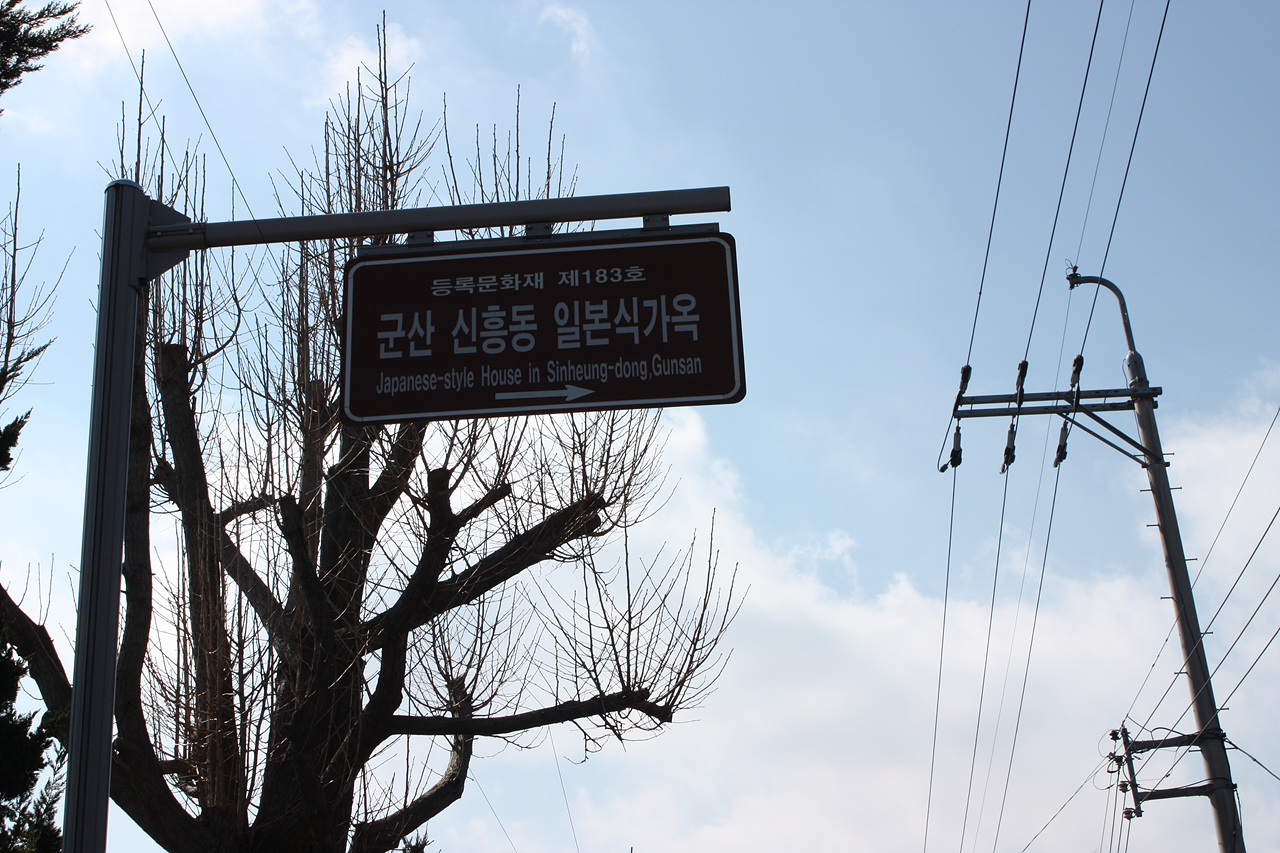 등록문화재 제183호
군산 신흥동 일본식가옥
Japanese-style House in Sinheung-dong,Gunsan